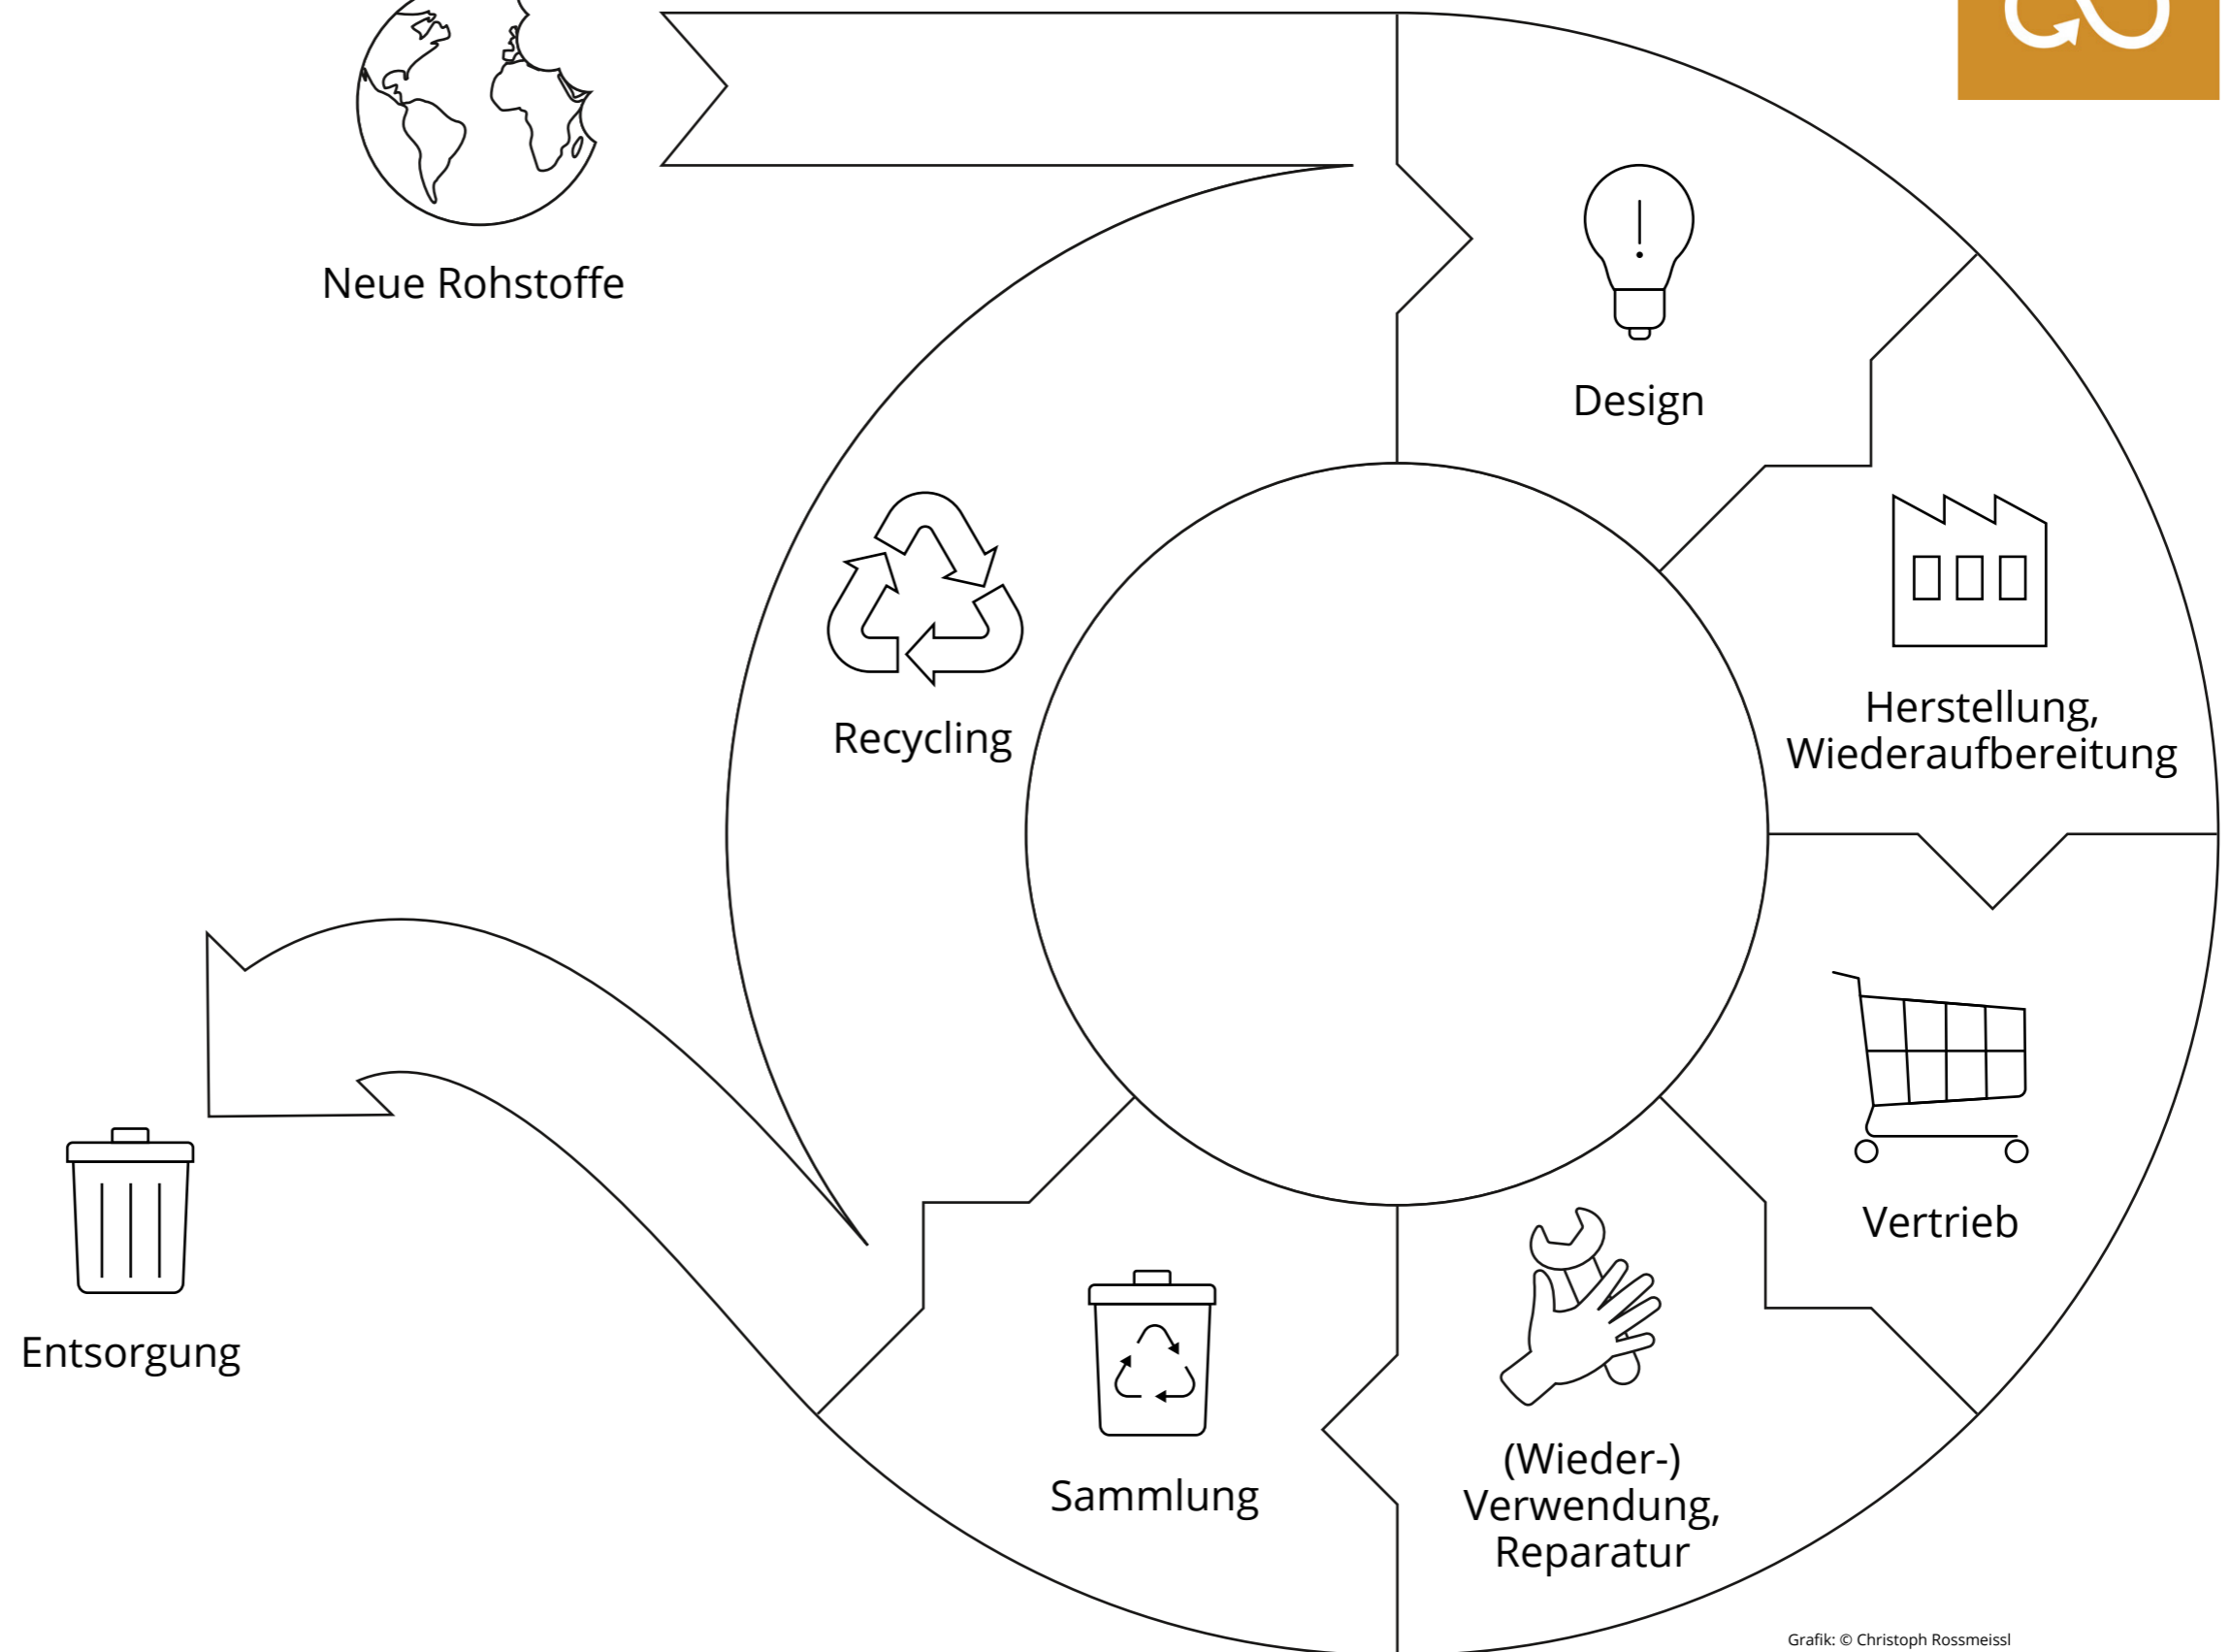 Neue Rohstoffe
Design
Herstellung,
Wiederaufbereitung
Recycling
Vertrieb
Entsorgung
Sammlung
(Wieder-)
Verwendung,
Reparatur
Grafik: © Christoph Rossmeissl